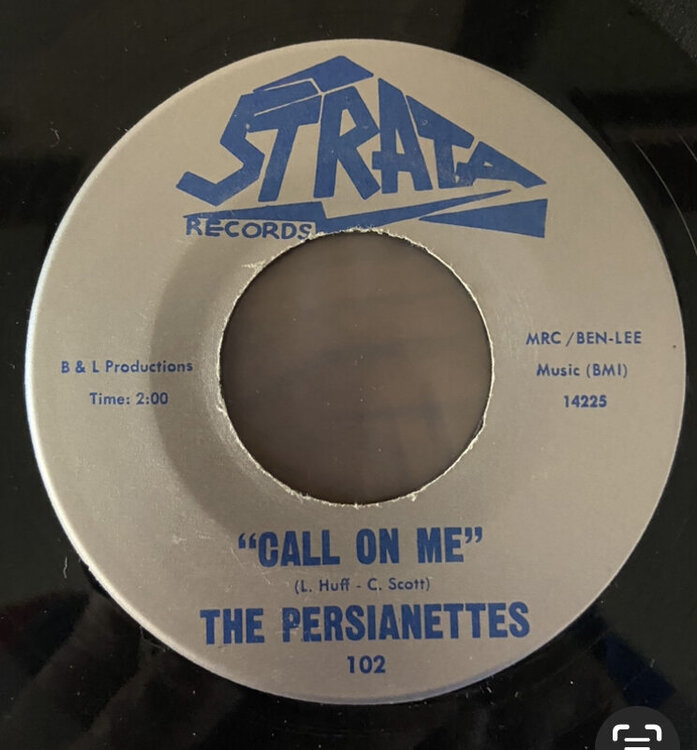 STRATA
RECORDS
B & L Productions
Time: 2:00
MRC/BEN-LEE
Music (BMI)
14225
"CALL ON ME"
(L. Huff - C. Scott)
THE PERSIANETTES
102